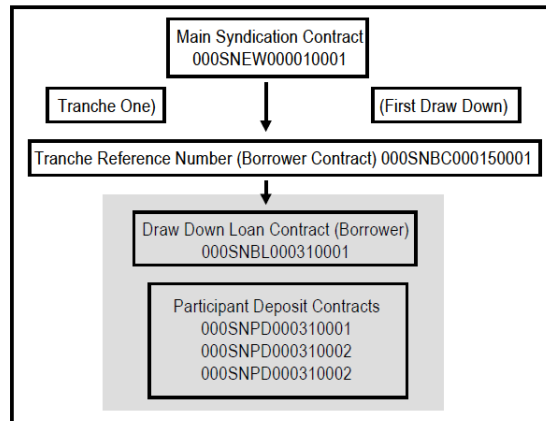 Main Syndication Contract
000SNEW000010001
Tranche One)
(First Draw Down)
Tranche Reference Number (Borrower Contract) 000SNBC000150001
Draw Down Loan Contract (Borrower)
000SNBL000310001
Participant Deposit Contracts
000SNPD000310001
000SNPD000310002
000SNPD000310002